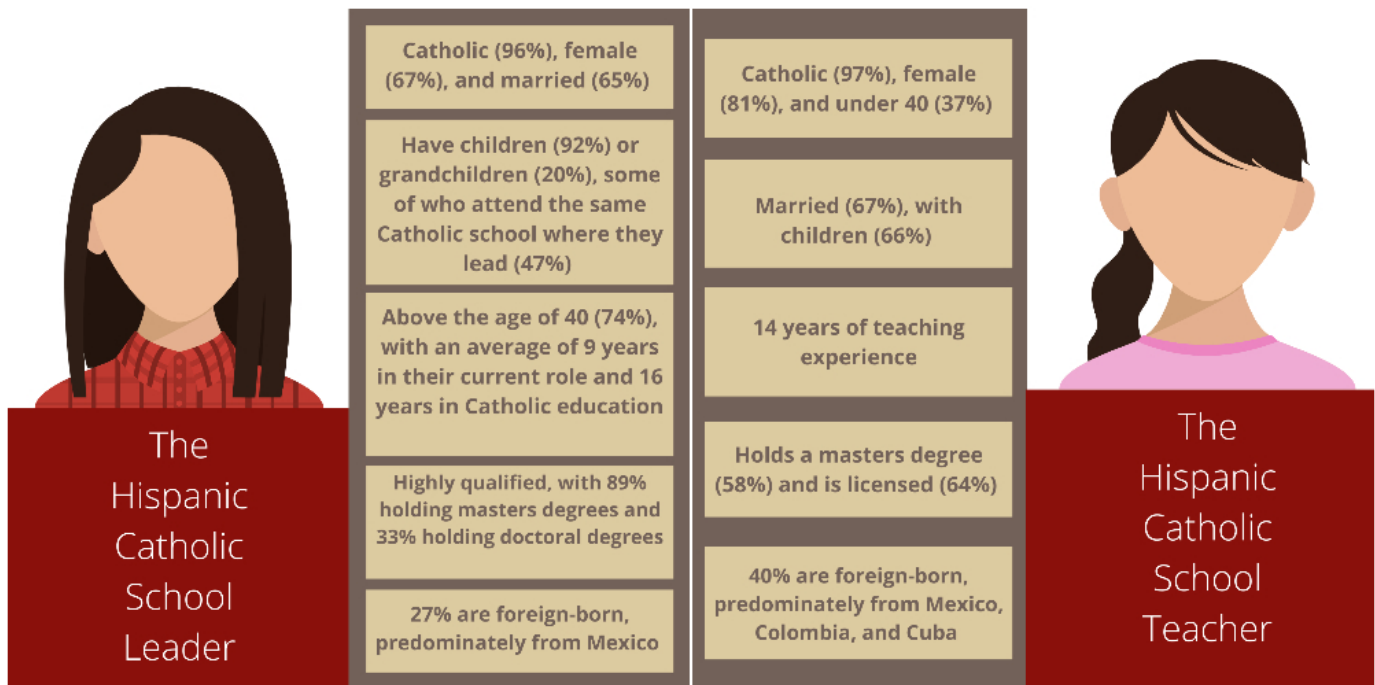 Catholic (96%), female
(67%), and married (65%)
Have children (92%) or
grandchildren (20%), some
of who attend the same
Catholic school where they
lead (47%)
Above the age of 40 (74%),
with an average of 9 years
in their current role and 16
years in Catholic education
Highly qualified, with 89%
holding masters degrees and
33% holding doctoral degrees
27% are foreign-born,
predominately from Mexico
The
Hispanic
Catholic
School
Leader
Catholic (97%), female
(81%), and under 40 (37%)
Married (67%), with
children (66%)
14 years of teaching
experience
Holds a masters degree
(58%) and is licensed (64%)
40% are foreign-born,
predominately from Mexico,
Colombia, and Cuba
The
Hispanic
Catholic
School
Teacher